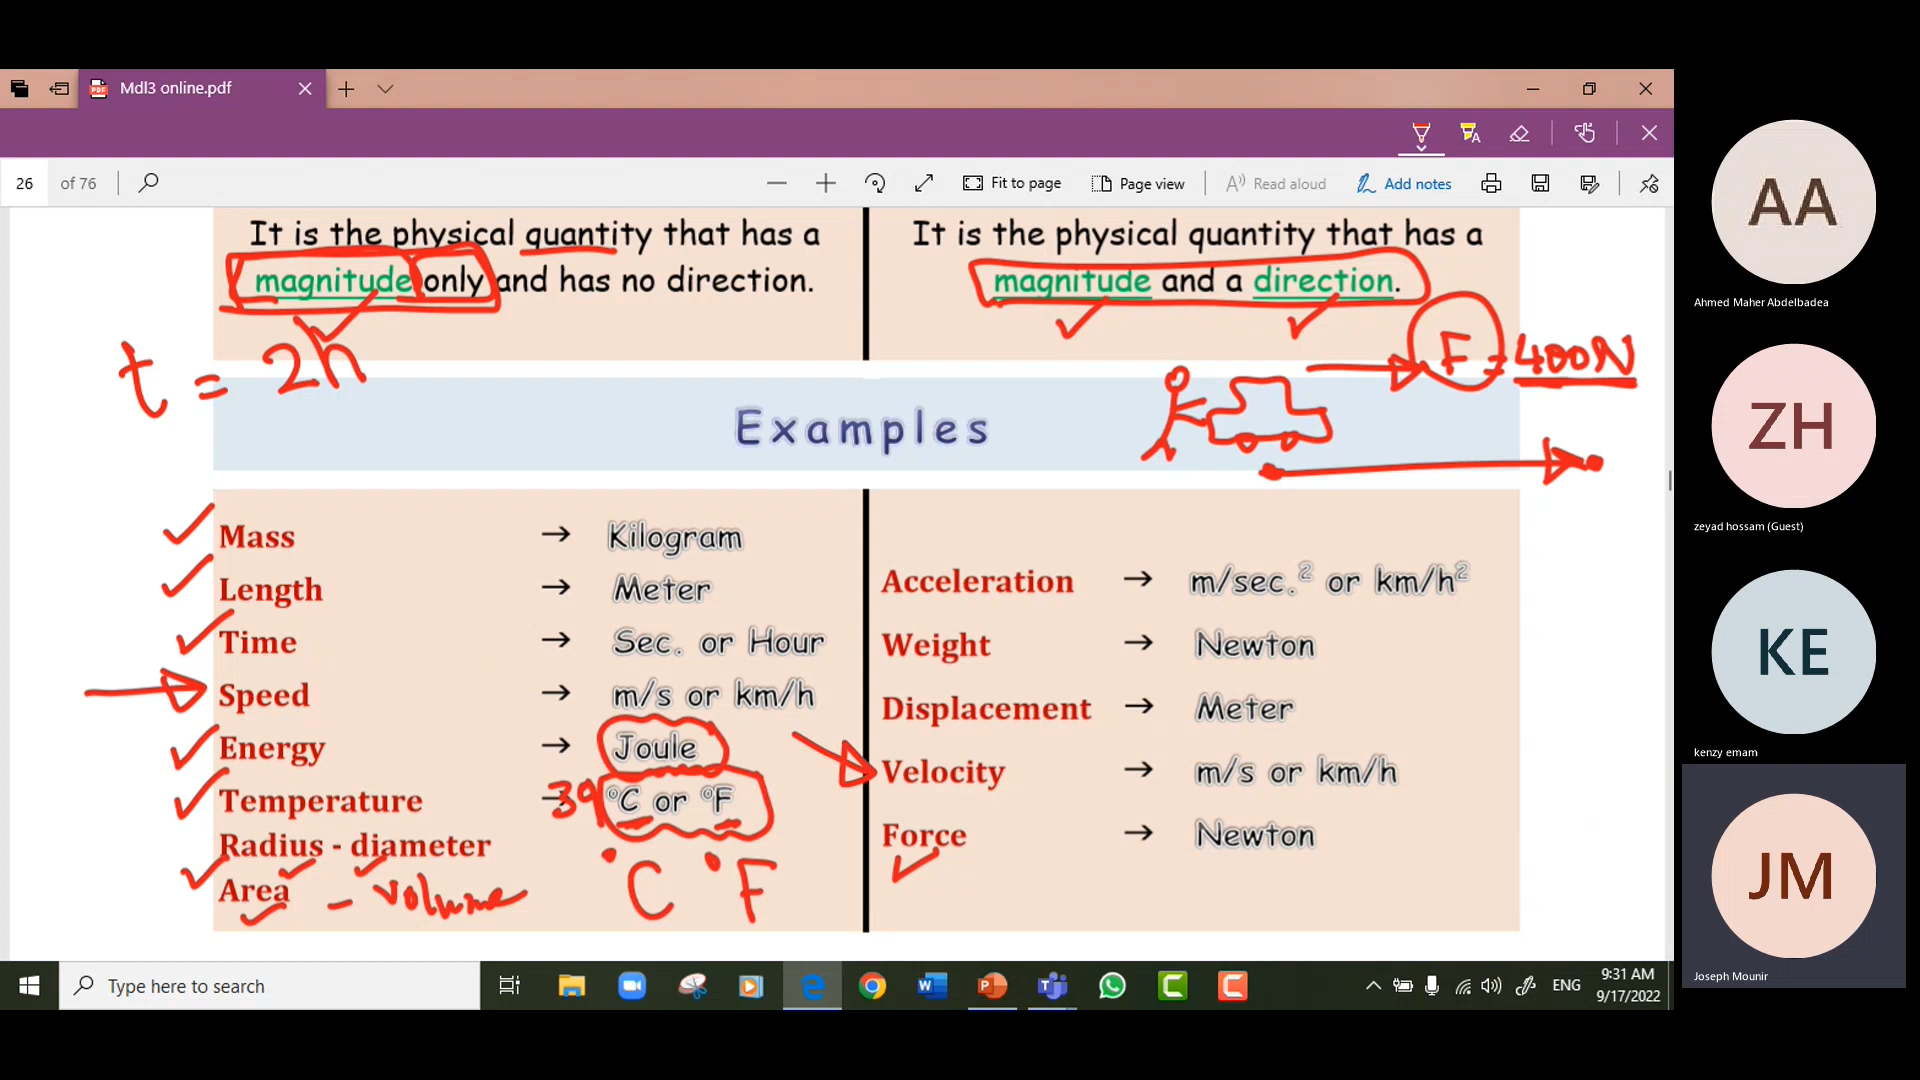 Mdl3 online.pdf
26 of 76
Fit to page
Page view
Read aloud
Add notes
It is the physical quantity that has a
magnitude only and has no direction.
It is the physical quantity that has a
magnitude and a direction.
t = 2h
F = 400N
Examples
Mass → Kilogram
Length → Meter
Time → Sec. or Hour
Speed → m/s or km/h
Energy → Joule
Temperature → 39 °C or °F
Radius - diameter
Area - volume
°C °F
Acceleration → m/sec.² or km/h²
Weight → Newton
Displacement → Meter
Velocity → m/s or km/h
Force → Newton
AA
Ahmed Maher Abdelbadea
ZH
zeyad hossam (Guest)
KE
kenzy emam
JM
Joseph Mounir
Type here to search
ENG
9:31 AM
9/17/2022